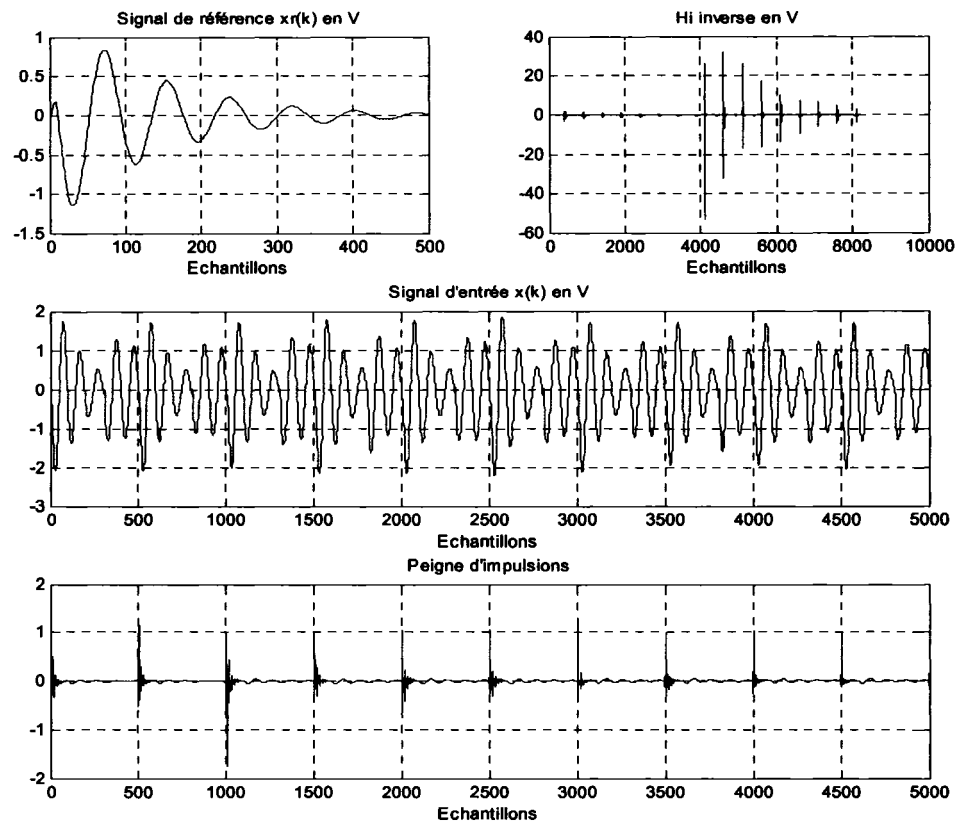 Signal de référence xr(k) en V
1
0.5
0
-0.5
-1
-1.5
0 100 200 300 400 500
Echantillons
Hi inverse en V
40
20
0
-20
-40
-60
0 2000 4000 6000 8000 10000
Echantillons
Signal d'entrée x(k) en V
2
1
0
-1
-2
-3
0 500 1000 1500 2000 2500 3000 3500 4000 4500 5000
Echantillons
Peigne d'impulsions
2
1
0
-1
-2
0 500 1000 1500 2000 2500 3000 3500 4000 4500 5000
Echantillons